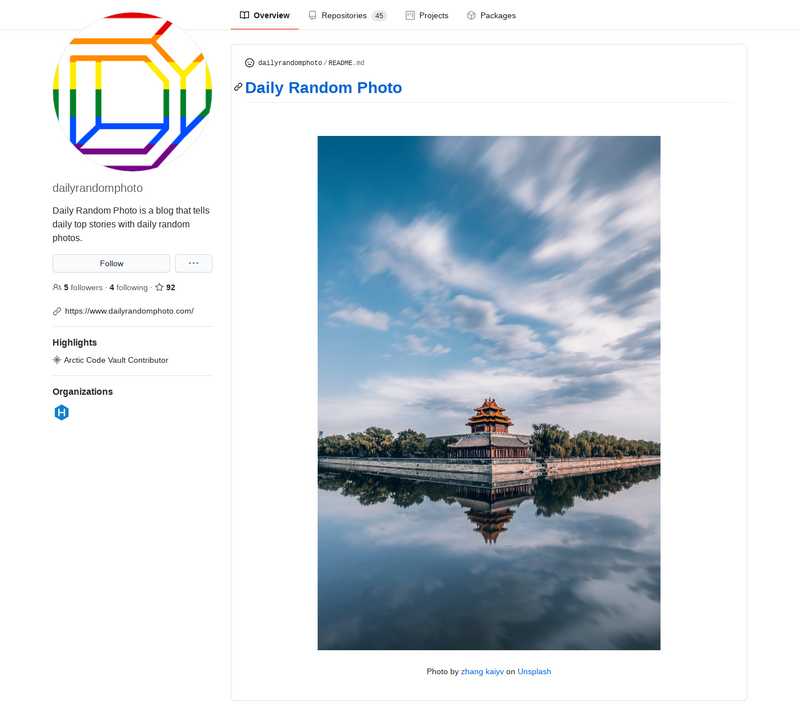 Overview
Repositories 45
Projects
Packages
dailyrandomphoto
Daily Random Photo is a blog that tells
daily top stories with daily random
photos.
Follow
5 followers · 4 following · 92
https://www.dailyrandomphoto.com/
Highlights
Arctic Code Vault Contributor
Organizations
H
dailyrandomphoto/README.md
Daily Random Photo
Photo by zhang kaiyv on Unsplash